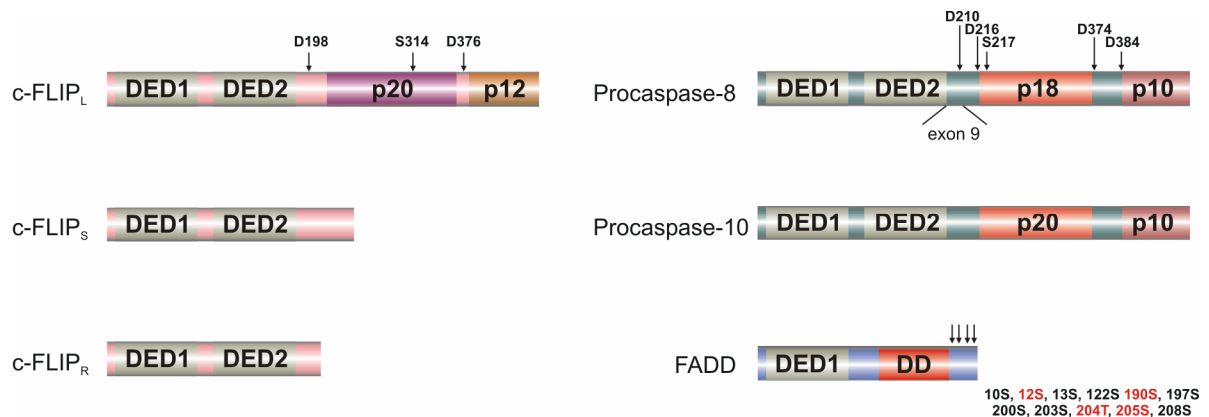 D198 S314 D376
c-FLIPL DED1 DED2 p20 p12
D210
D216
S217
D374
D384
Procaspase-8 DED1 DED2 p18 p10
exon 9
c-FLIPS DED1 DED2
Procaspase-10 DED1 DED2 p20 p10
c-FLIPR DED1 DED2
FADD DED1 DD
10S, 12S, 13S, 122S 190S, 197S
200S, 203S, 204T, 205S, 208S